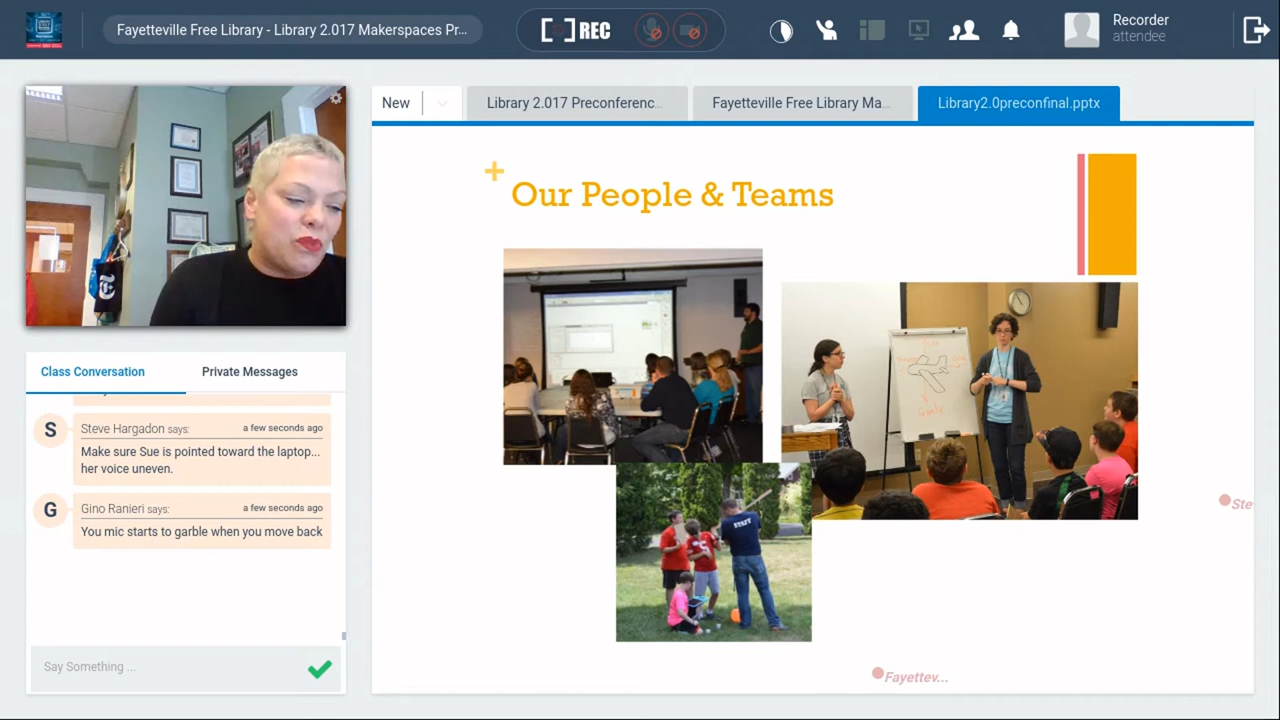 Fayetteville Free Library - Library 2.017 Makerspaces Pr...
REC
Recorder
attendee
New
Library 2.017 Preconferenc...
Fayetteville Free Library Ma...
Library2.0preconfinal.pptx
+ Our People & Teams
STAFF
Ste
Fayettev...
Class Conversation
Private Messages
S
Steve Hargadon says:
a few seconds ago
Make sure Sue is pointed toward the laptop...
her voice uneven.
G
Gino Ranieri says:
a few seconds ago
You mic starts to garble when you move back
Say Something ...